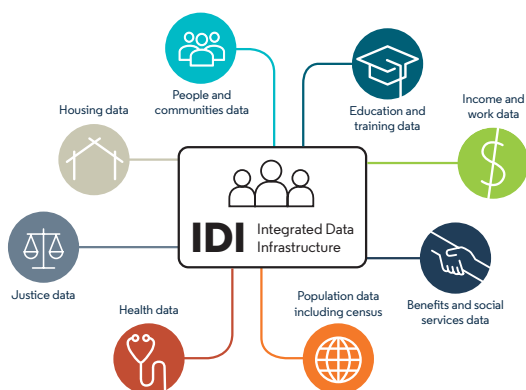 People and
communities data
Education and
training data
Income and
work data
Housing data
IDI
Integrated Data
Infrastructure
Justice data
Benefits and social
services data
Health data
Population data
including census